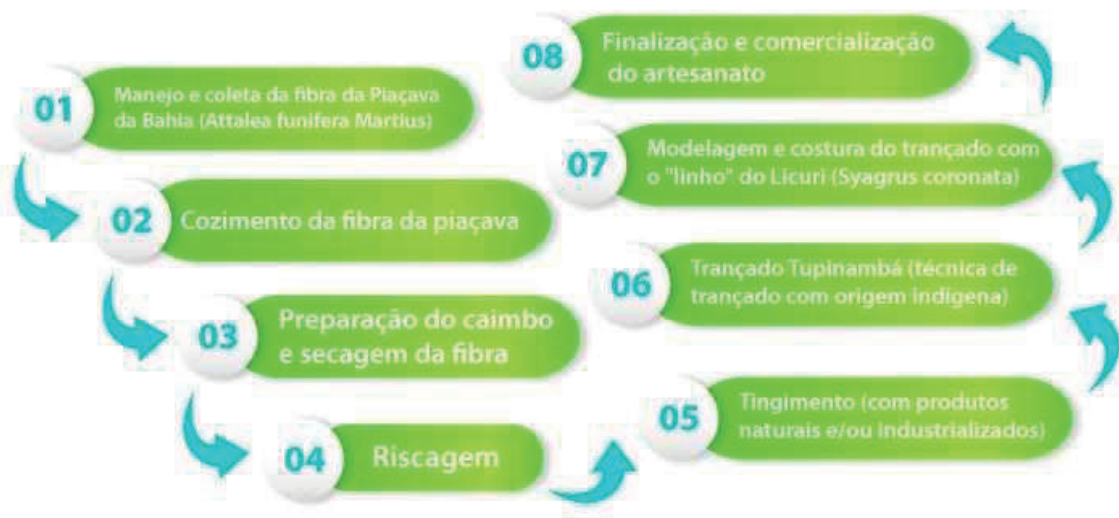 01
Manejo e coleta da fibra da Piaçava
da Bahia (Attalea funifera Martius)
02
Cozimento da fibra da piaçava
03
Preparação do caimbo
e secagem da fibra
04
Riscagem
05
Tingimento (com produtos
naturais e/ou industrializados)
06
Trançado Tupinambá (técnica de
trançado com origem indígena)
07
Modelagem e costura do trançado com
o "linho" do Licuri (Syagrus coronata)
08
Finalização e comercialização
do artesanato